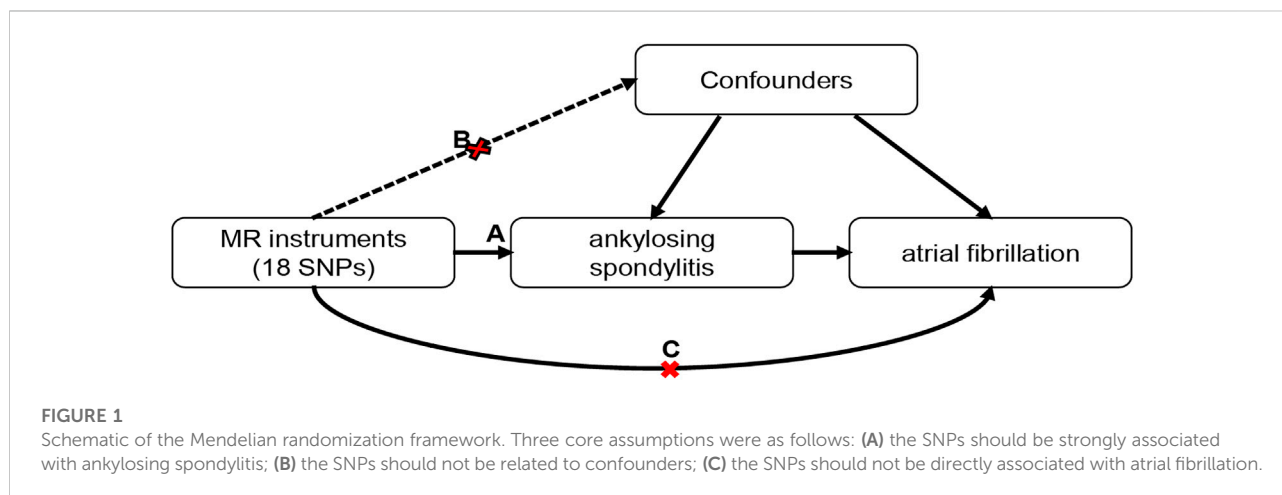 Confounders
B
MR instruments
(18 SNPs)
A
ankylosing
spondylitis
atrial fibrillation
C
FIGURE 1
Schematic of the Mendelian randomization framework. Three core assumptions were as follows: (A) the SNPs should be strongly associated
with ankylosing spondylitis; (B) the SNPs should not be related to confounders; (C) the SNPs should not be directly associated with atrial fibrillation.